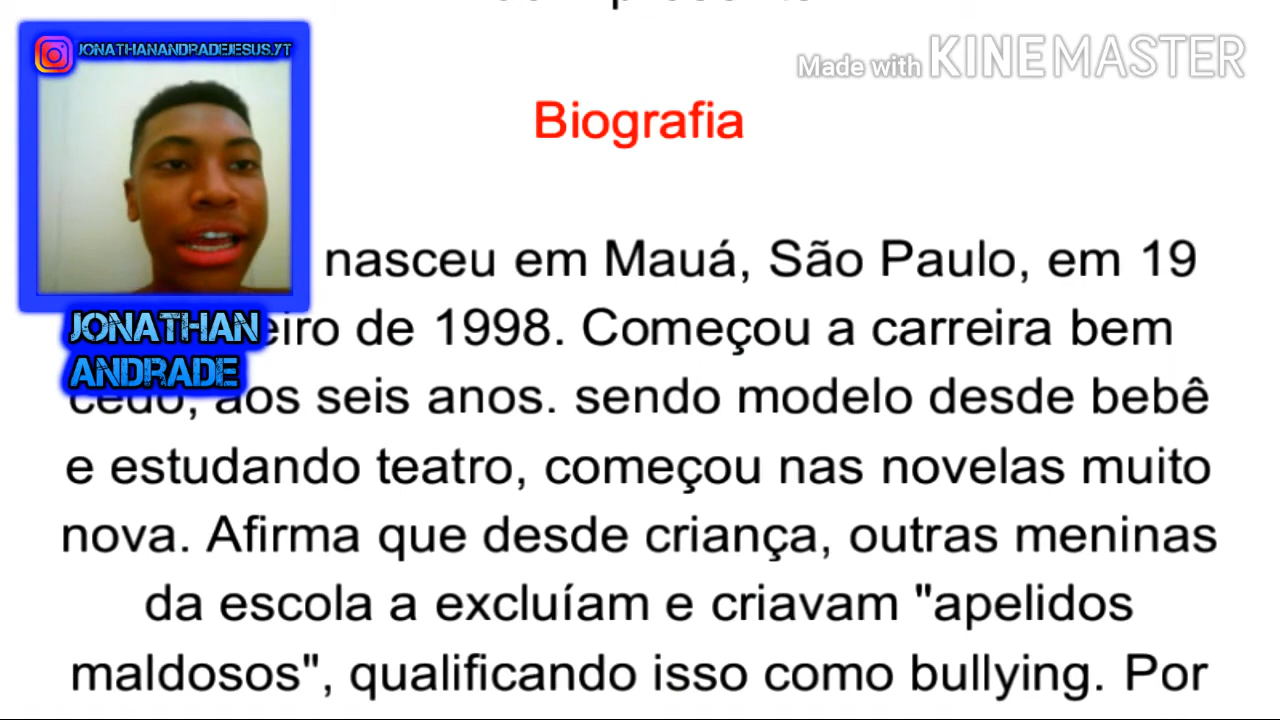 JONATHANANDRADEJESUS.YT
Made with KINEMASTER
Biografia
nasceu em Mauá, São Paulo, em 19
de 1998. Começou a carreira bem
JONATHAN
ANDRADE
cedo, aos seis anos. sendo modelo desde bebê
e estudando teatro, começou nas novelas muito
nova. Afirma que desde criança, outras meninas
da escola a excluíam e criavam "apelidos
maldosos", qualificando isso como bullying. Por